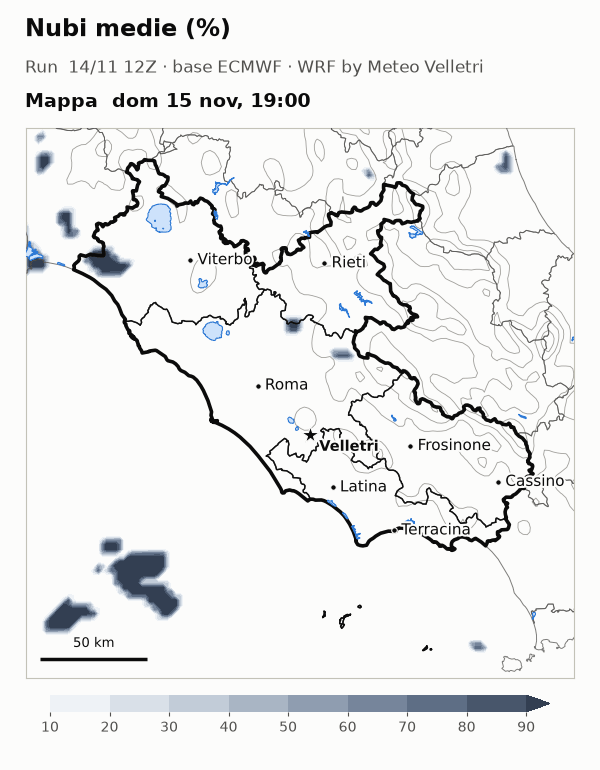 Nubi medie (%)
Run 14/11 12Z · base ECMWF · WRF by Meteo Velletri
Mappa dom 15 nov, 19:00
Viterbo
Rieti
Roma
Velletri
Frosinone
Latina
Cassino
Terracina
50 km
10 20 30 40 50 60 70 80 90